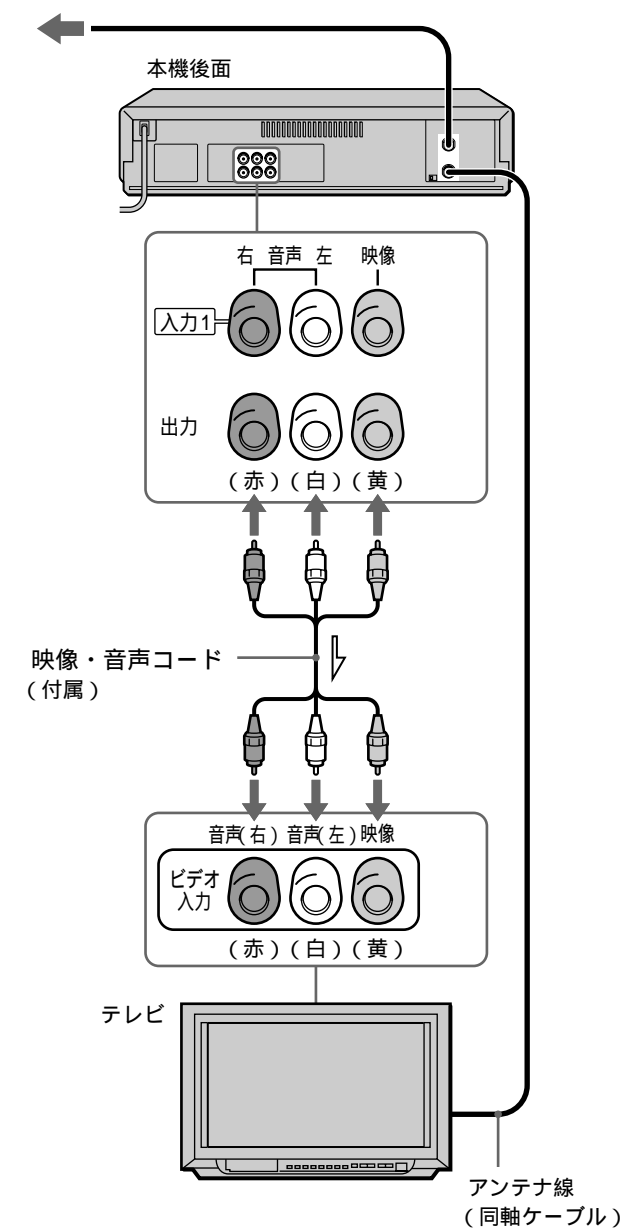 本機後面
右 音声 左 映像
入力1
出力
(赤)(白)(黄)
映像・音声コード
(付属)
音声(右) 音声(左) 映像
ビデオ
入力
(赤)(白)(黄)
テレビ
アンテナ線
(同軸ケーブル)